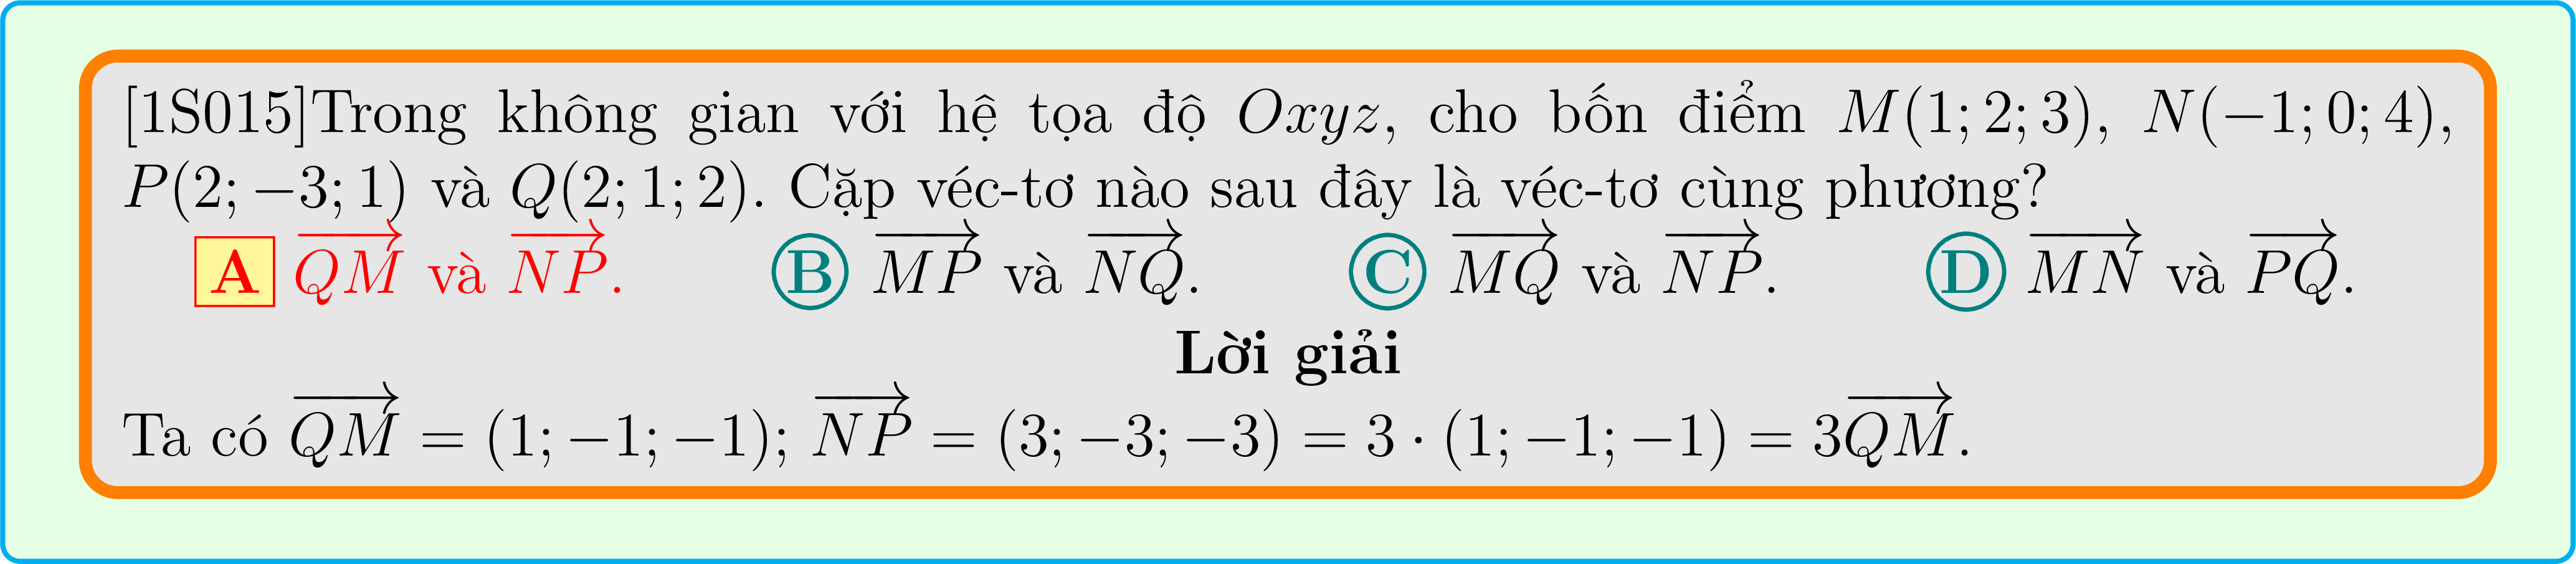 [1S015]Trong không gian với hệ tọa độ Oxyz, cho bốn điểm M(1; 2; 3), N(−1; 0; 4),
P(2; −3; 1) và Q(2; 1; 2). Cặp véc-tơ nào sau đây là véc-tơ cùng phương?
A $\overrightarrow{QM}$ và $\overrightarrow{NP}$. B $\overrightarrow{MP}$ và $\overrightarrow{NQ}$. C $\overrightarrow{MQ}$ và $\overrightarrow{NP}$. D $\overrightarrow{MN}$ và $\overrightarrow{PQ}$.
Lời giải
Ta có $\overrightarrow{QM}$ = (1; −1; −1); $\overrightarrow{NP}$ = (3; −3; −3) = 3 · (1; −1; −1) = 3$\overrightarrow{QM}$.